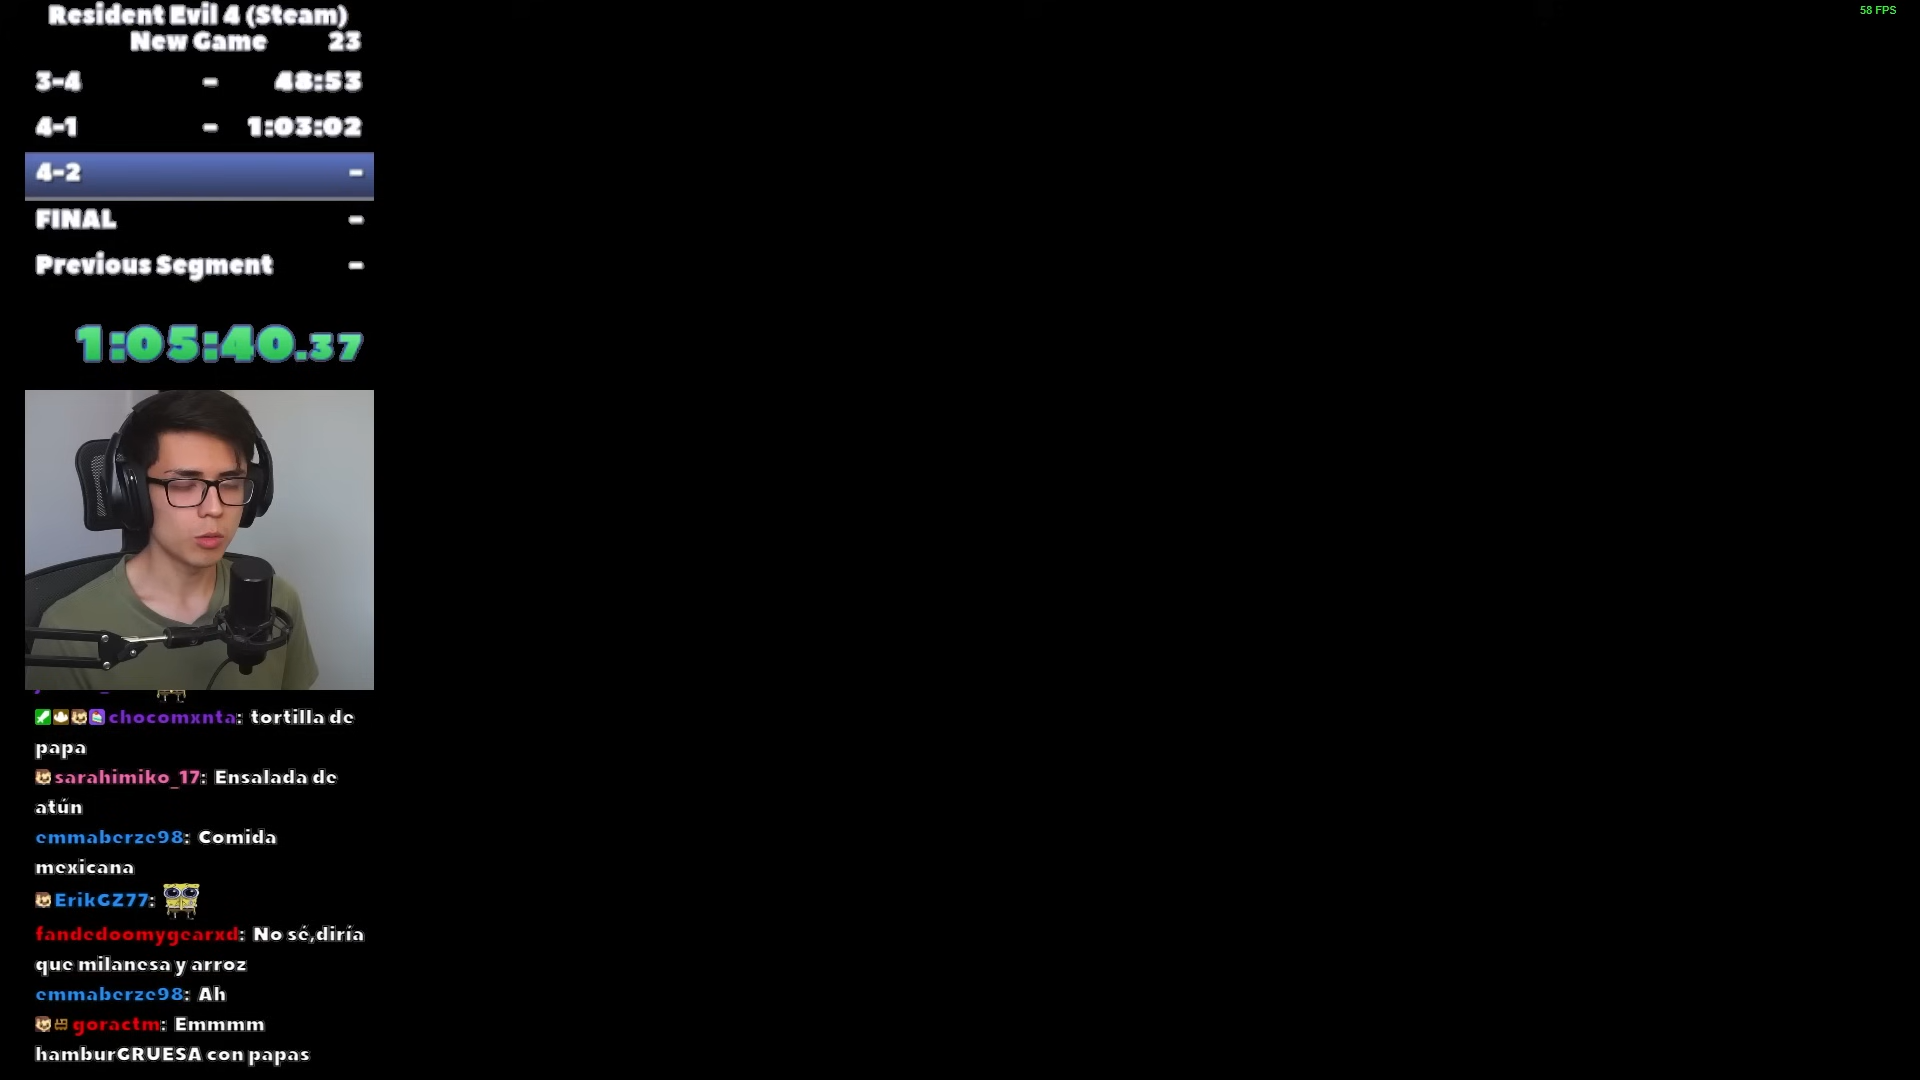 58 FPS
Resident Evil 4 (Steam)
New Game 23
3-4 - 48:53
4-1 - 1:03:02
4-2 -
FINAL -
Previous Segment -
1:05:40.37
chocomxnta: tortilla de
papa
sarahimiko_17: Ensalada de
atún
emmaberze98: Comida
mexicana
ErikGZ77:
fandedoomygearxd: No sé,diría
que milanesa y arroz
emmaberze98: Ah
goractm: Emmmm
hamburGRUESA con papas